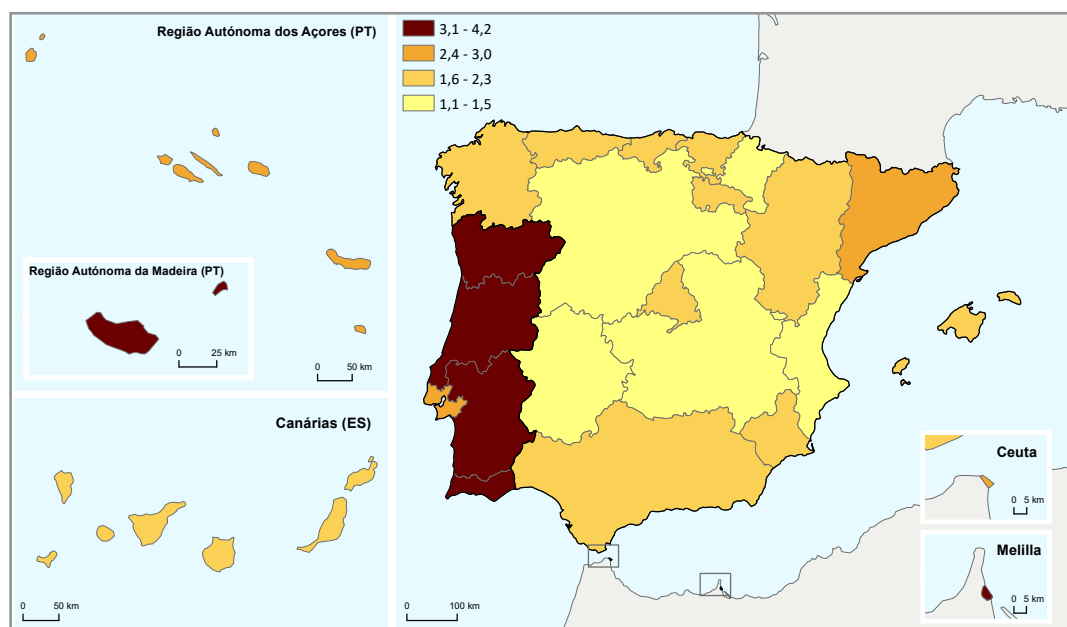 Região Autónoma dos Açores (PT)
Região Autónoma da Madeira (PT)
0 25 km
0 50 km
Canárias (ES)
0 50 km
3,1 - 4,2
2,4 - 3,0
1,6 - 2,3
1,1 - 1,5
Ceuta
0 5 km
Melilla
0 5 km
0 100 km